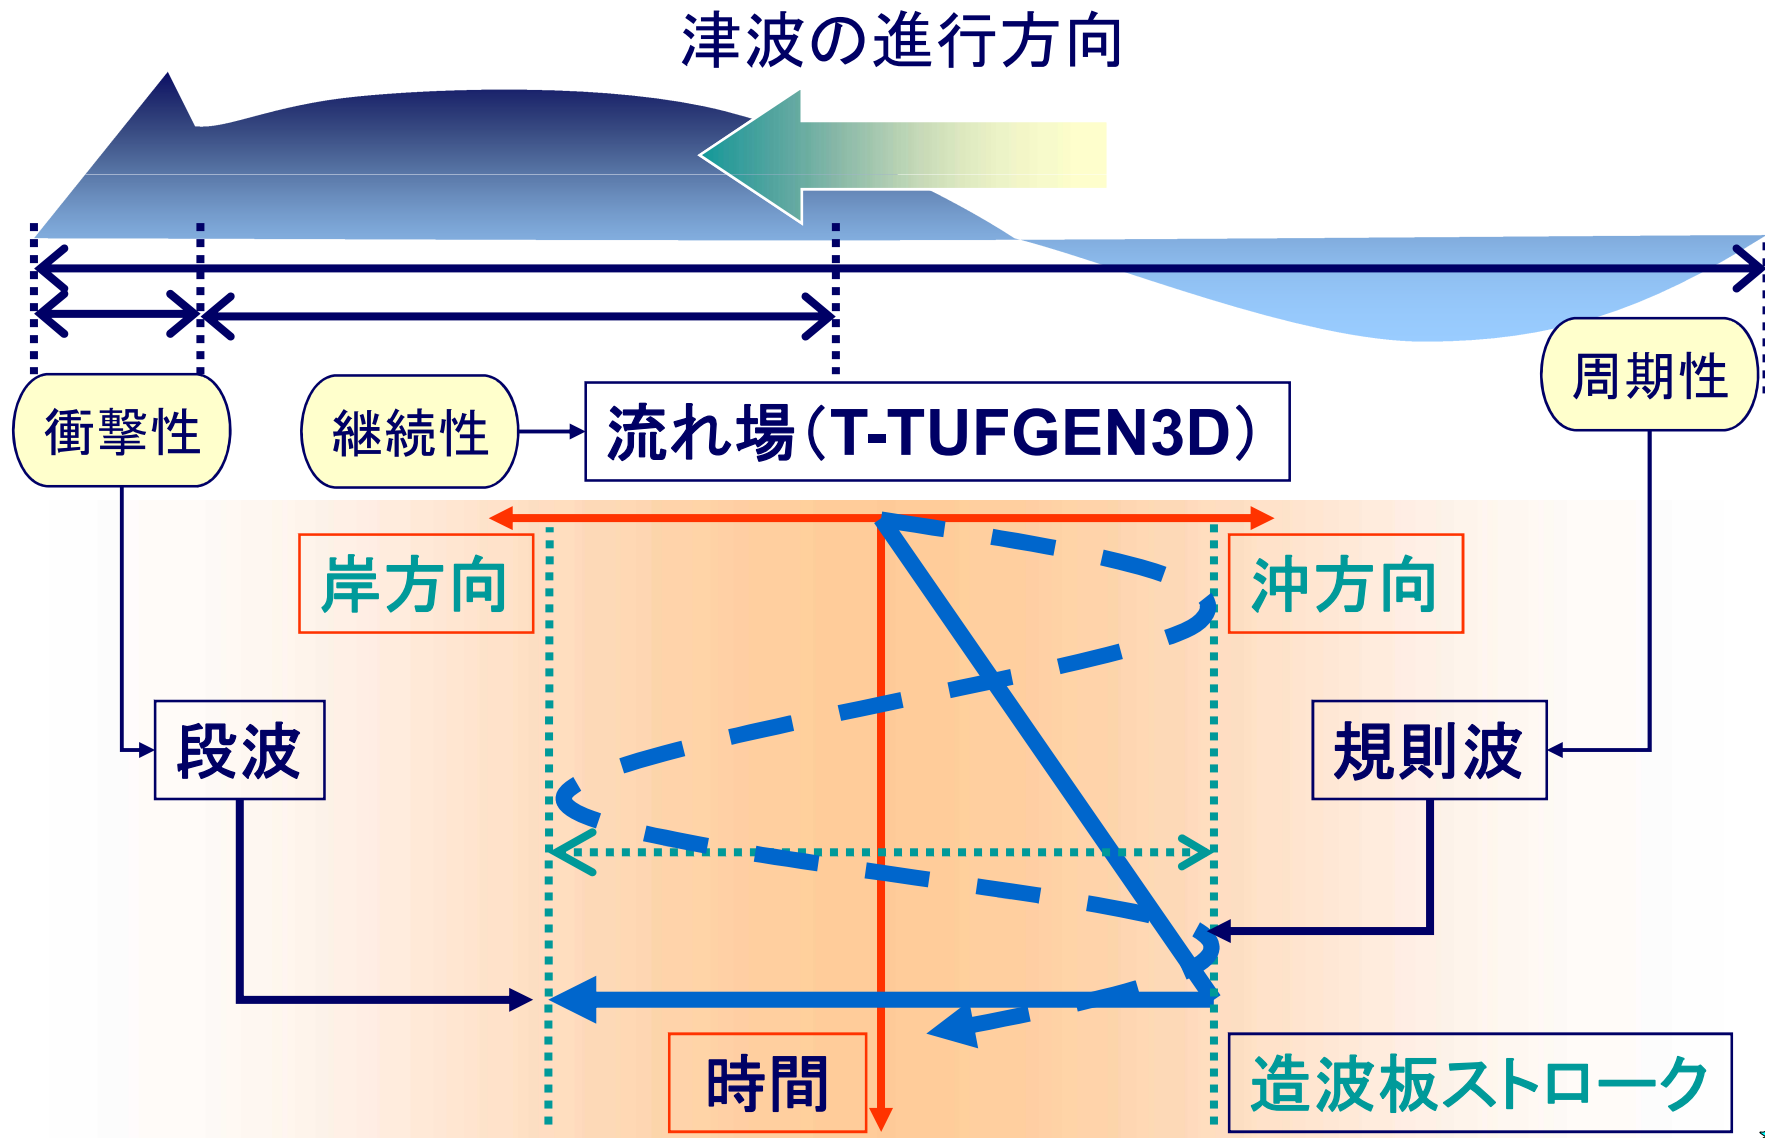 津波の進行方向
周期性
衝撃性
継続性
流れ場（T-TUFGEN3D）
岸方向
沖方向
段波
規則波
時間
造波板ストローク